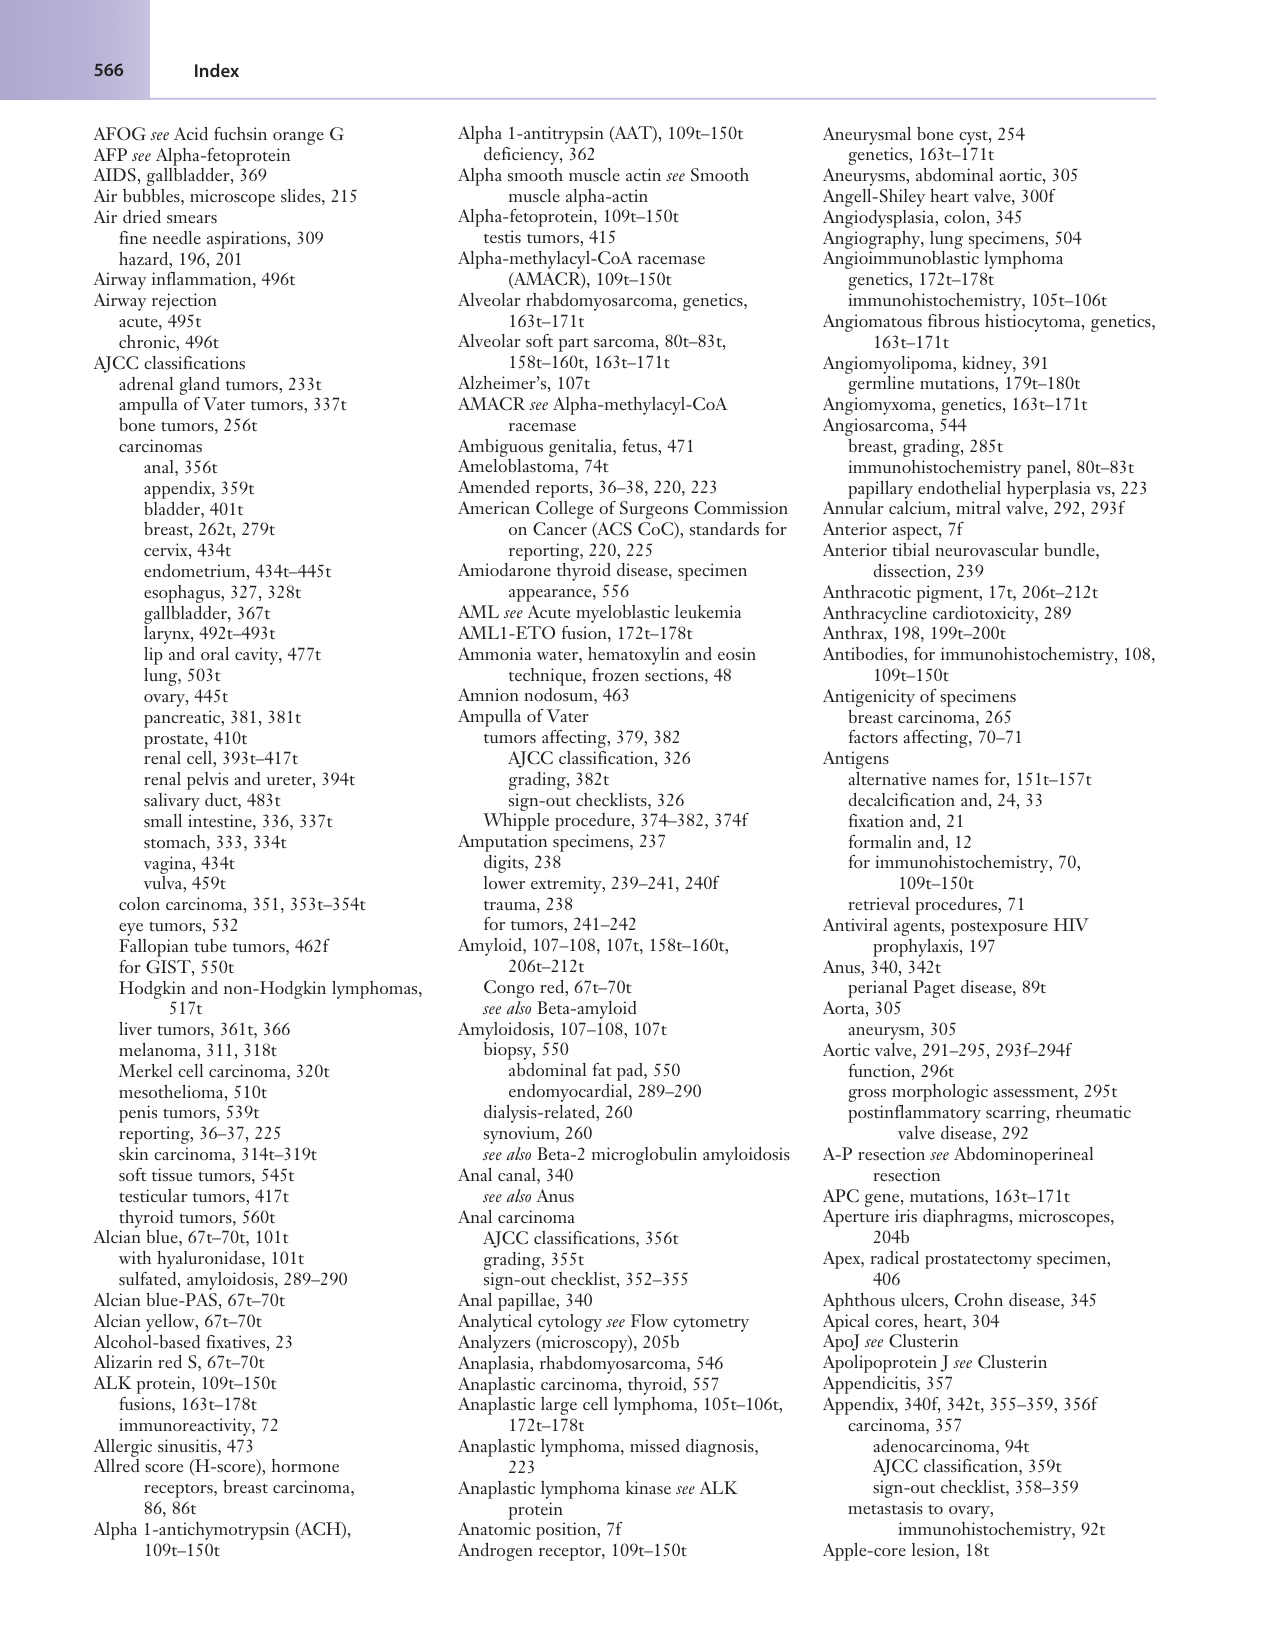 566
Index
AFOG see Acid fuchsin orange G
AFP see Alpha-fetoprotein
AIDS, gallbladder, 369
Air bubbles, microscope slides, 215
Air dried smears
fine needle aspirations, 309
hazard, 196, 201
Airway inflammation, 496t
Airway rejection
acute, 495t
chronic, 496t
AJCC classifications
adrenal gland tumors, 233t
ampulla of Vater tumors, 337t
bone tumors, 256t
carcinomas
anal, 356t
appendix, 359t
bladder, 401t
breast, 262t, 279t
cervix, 434t
endometrium, 434t–445t
esophagus, 327, 328t
gallbladder, 367t
larynx, 492t–493t
lip and oral cavity, 477t
lung, 503t
ovary, 445t
pancreatic, 381, 381t
prostate, 410t
renal cell, 393t–417t
renal pelvis and ureter, 394t
salivary duct, 483t
small intestine, 336, 337t
stomach, 333, 334t
vagina, 434t
vulva, 459t
colon carcinoma, 351, 353t–354t
eye tumors, 532
Fallopian tube tumors, 462f
for GIST, 550t
Hodgkin and non-Hodgkin lymphomas,
517t
liver tumors, 361t, 366
melanoma, 311, 318t
Merkel cell carcinoma, 320t
mesothelioma, 510t
penis tumors, 539t
reporting, 36–37, 225
skin carcinoma, 314t–319t
soft tissue tumors, 545t
testicular tumors, 417t
thyroid tumors, 560t
Alcian blue, 67t–70t, 101t
with hyaluronidase, 101t
sulfated, amyloidosis, 289–290
Alcian blue-PAS, 67t–70t
Alcian yellow, 67t–70t
Alcohol-based fixatives, 23
Alizarin red S, 67t–70t
ALK protein, 109t–150t
fusions, 163t–178t
immunoreactivity, 72
Allergic sinusitis, 473
Allred score (H-score), hormone
receptors, breast carcinoma,
86, 86t
Alpha 1-antichymotrypsin (ACH),
109t–150t
Alpha 1-antitrypsin (AAT), 109t–150t
deficiency, 362
Alpha smooth muscle actin see Smooth
muscle alpha-actin
Alpha-fetoprotein, 109t–150t
testis tumors, 415
Alpha-methylacyl-CoA racemase
(AMACR), 109t–150t
Alveolar rhabdomyosarcoma, genetics,
163t–171t
Alveolar soft part sarcoma, 80t–83t,
158t–160t, 163t–171t
Alzheimer's, 107t
AMACR see Alpha-methylacyl-CoA
racemase
Ambiguous genitalia, fetus, 471
Ameloblastoma, 74t
Amended reports, 36–38, 220, 223
American College of Surgeons Commission
on Cancer (ACS CoC), standards for
reporting, 220, 225
Amiodarone thyroid disease, specimen
appearance, 556
AML see Acute myeloblastic leukemia
AML1-ETO fusion, 172t–178t
Ammonia water, hematoxylin and eosin
technique, frozen sections, 48
Amnion nodosum, 463
Ampulla of Vater
tumors affecting, 379, 382
AJCC classification, 326
grading, 382t
sign-out checklists, 326
Whipple procedure, 374–382, 374f
Amputation specimens, 237
digits, 238
lower extremity, 239–241, 240f
trauma, 238
for tumors, 241–242
Amyloid, 107–108, 107t, 158t–160t,
206t–212t
Congo red, 67t–70t
see also Beta-amyloid
Amyloidosis, 107–108, 107t
biopsy, 550
abdominal fat pad, 550
endomyocardial, 289–290
dialysis-related, 260
synovium, 260
see also Beta-2 microglobulin amyloidosis
Anal canal, 340
see also Anus
Anal carcinoma
AJCC classifications, 356t
grading, 355t
sign-out checklist, 352–355
Anal papillae, 340
Analytical cytology see Flow cytometry
Analyzers (microscopy), 205b
Anaplasia, rhabdomyosarcoma, 546
Anaplastic carcinoma, thyroid, 557
Anaplastic large cell lymphoma, 105t–106t,
172t–178t
Anaplastic lymphoma, missed diagnosis,
223
Anaplastic lymphoma kinase see ALK
protein
Anatomic position, 7f
Androgen receptor, 109t–150t
Aneurysmal bone cyst, 254
genetics, 163t–171t
Aneurysms, abdominal aortic, 305
Angell-Shiley heart valve, 300f
Angiodysplasia, colon, 345
Angiography, lung specimens, 504
Angioimmunoblastic lymphoma
genetics, 172t–178t
immunohistochemistry, 105t–106t
Angiomatous fibrous histiocytoma, genetics,
163t–171t
Angiomyolipoma, kidney, 391
germline mutations, 179t–180t
Angiomyxoma, genetics, 163t–171t
Angiosarcoma, 544
breast, grading, 285t
immunohistochemistry panel, 80t–83t
papillary endothelial hyperplasia vs, 223
Annular calcium, mitral valve, 292, 293f
Anterior aspect, 7f
Anterior tibial neurovascular bundle,
dissection, 239
Anthracotic pigment, 17t, 206t–212t
Anthracycline cardiotoxicity, 289
Anthrax, 198, 199t–200t
Antibodies, for immunohistochemistry, 108,
109t–150t
Antigenicity of specimens
breast carcinoma, 265
factors affecting, 70–71
Antigens
alternative names for, 151t–157t
decalcification and, 24, 33
fixation and, 21
formalin and, 12
for immunohistochemistry, 70,
109t–150t
retrieval procedures, 71
Antiviral agents, postexposure HIV
prophylaxis, 197
Anus, 340, 342t
perianal Paget disease, 89t
Aorta, 305
aneurysm, 305
Aortic valve, 291–295, 293f–294f
function, 296t
gross morphologic assessment, 295t
postinflammatory scarring, rheumatic
valve disease, 292
A-P resection see Abdominoperineal
resection
APC gene, mutations, 163t–171t
Aperture iris diaphragms, microscopes,
204b
Apex, radical prostatectomy specimen,
406
Aphthous ulcers, Crohn disease, 345
Apical cores, heart, 304
ApoJ see Clusterin
Apolipoprotein J see Clusterin
Appendicitis, 357
Appendix, 340f, 342t, 355–359, 356f
carcinoma, 357
adenocarcinoma, 94t
AJCC classification, 359t
sign-out checklist, 358–359
metastasis to ovary,
immunohistochemistry, 92t
Apple-core lesion, 18t